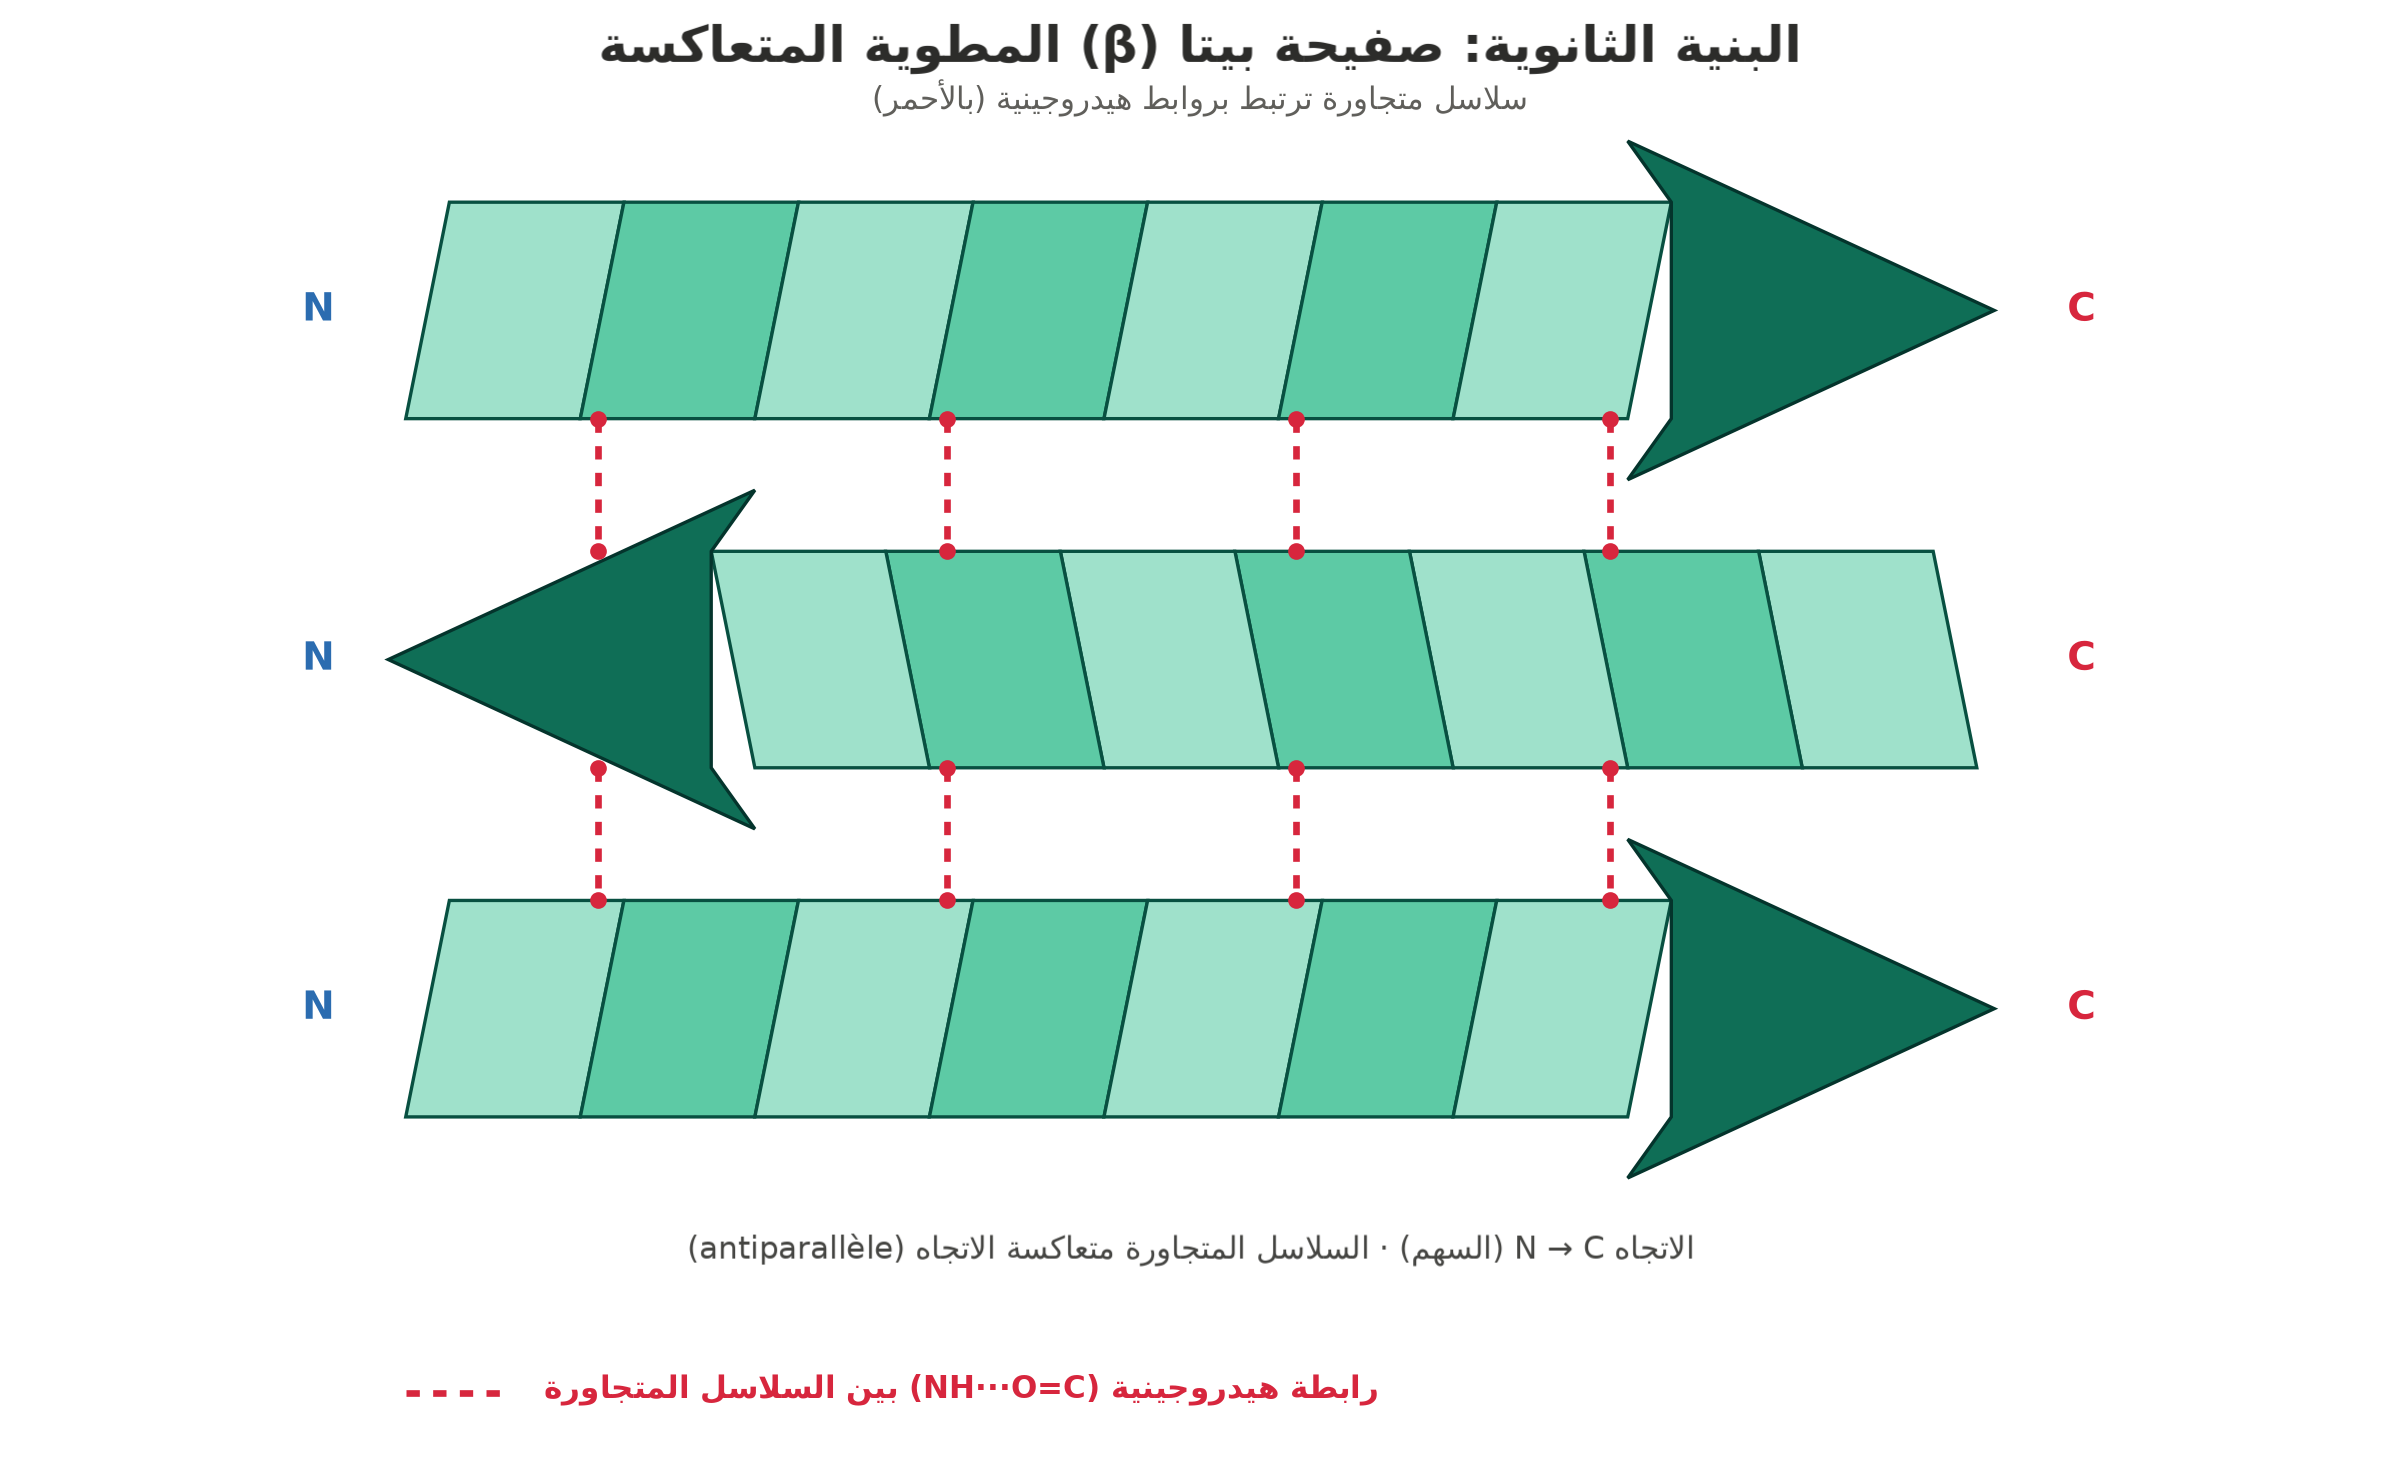 البنية الثانوية: صفيحة بيتا (β) المطوية المتعاكسة
سلاسل متجاورة ترتبط بروابط هيدروجينية (بالأحمر)
N
C
N
C
N
C
الاتجاه N → C (السهم) · السلاسل المتجاورة متعاكسة الاتجاه (antiparallèle)
رابطة هيدروجينية (NH···O=C) بين السلاسل المتجاورة